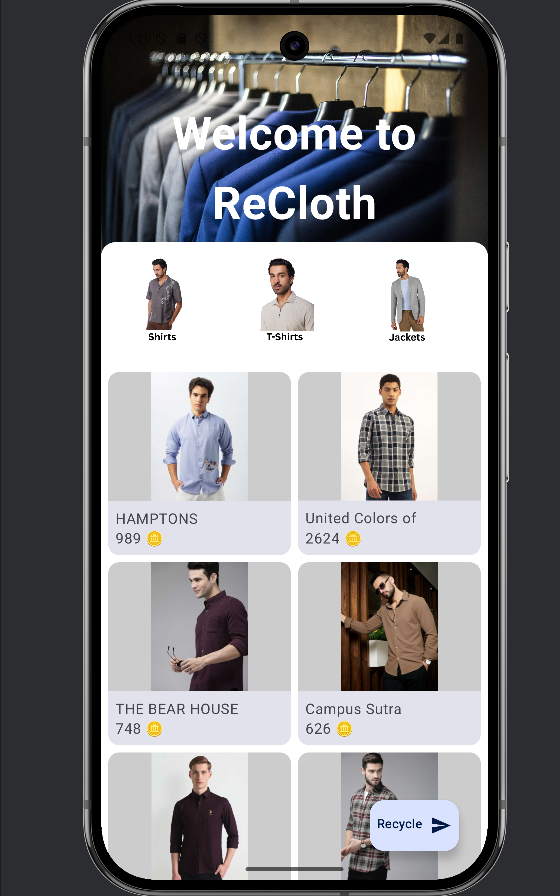 Welcome to
ReCloth
Shirts
T-Shirts
Jackets
HAMPTONS
989
United Colors of
2624
THE BEAR HOUSE
748
Campus Sutra
626
Recycle